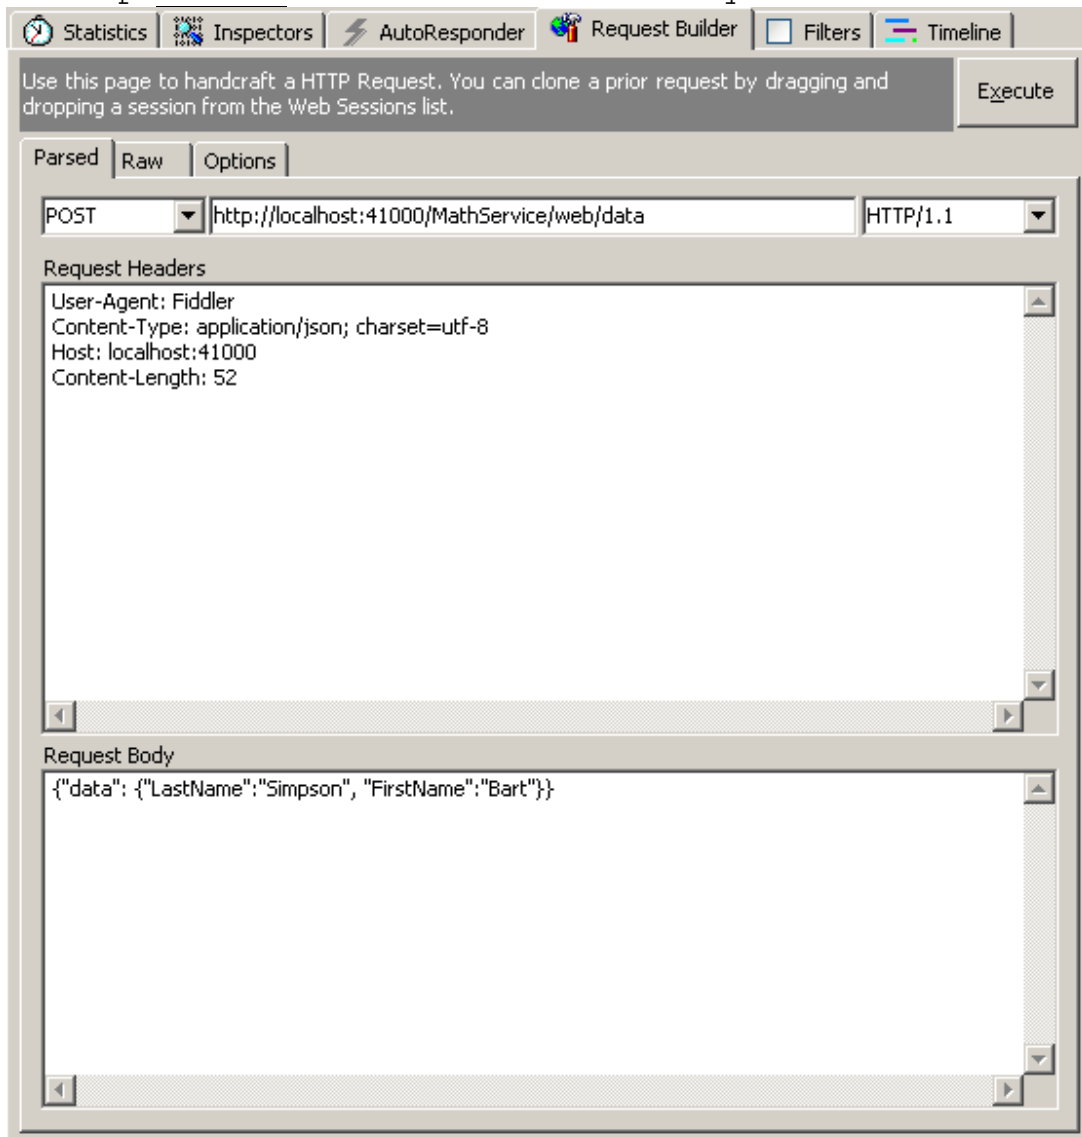 Statistics Inspectors AutoResponder Request Builder Filters Timeline
Use this page to handcraft a HTTP Request. You can clone a prior request by dragging and
dropping a session from the Web Sessions list.
Execute
Parsed Raw Options
POST http://localhost:41000/MathService/web/data HTTP/1.1
Request Headers
User-Agent: Fiddler
Content-Type: application/json; charset=utf-8
Host: localhost:41000
Content-Length: 52
Request Body
{"data": {"LastName":"Simpson", "FirstName":"Bart"}}